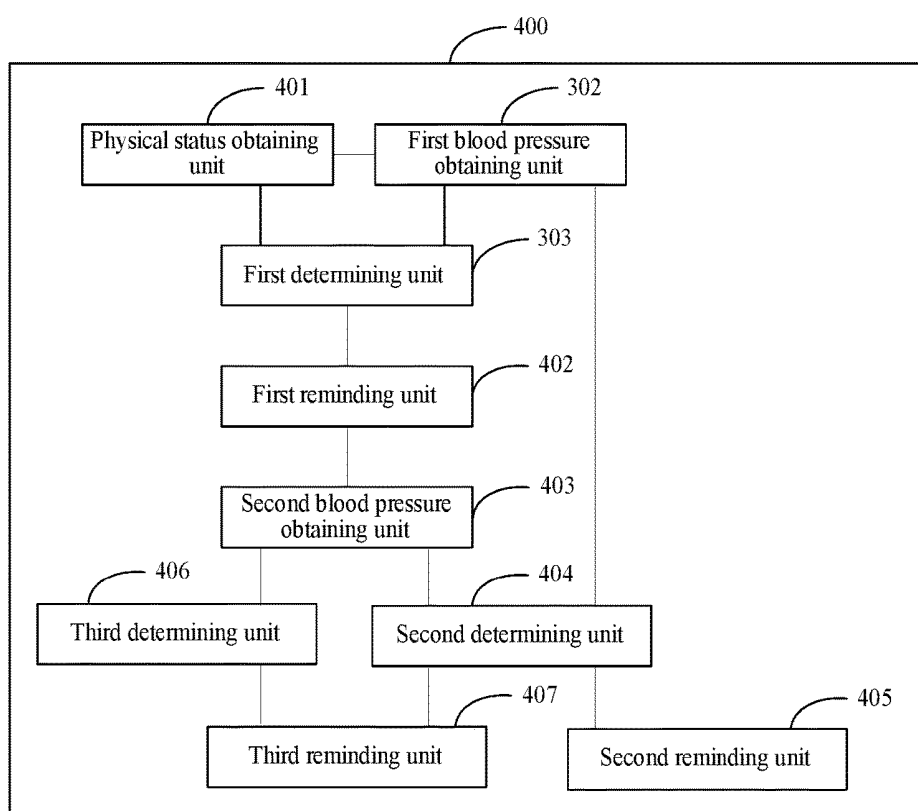 400
401
302
Physical status obtaining
unit
First blood pressure
obtaining unit
303
First determining unit
402
First reminding unit
403
Second blood pressure
obtaining unit
406
404
Third determining unit
Second determining unit
407
405
Third reminding unit
Second reminding unit